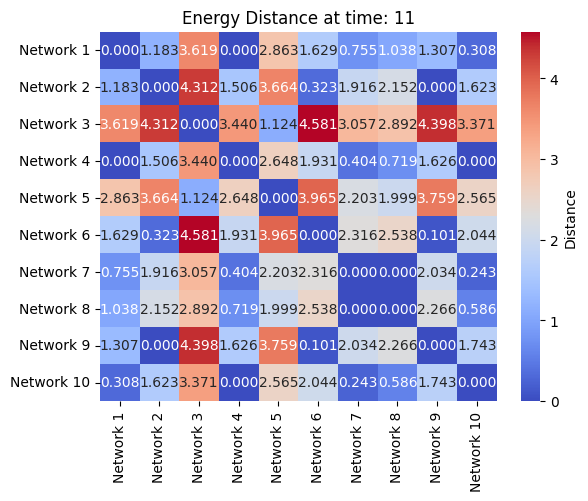 Energy Distance at time: 11
Network 1 0.000 1.183 3.619 0.000 2.863 1.629 0.755 1.038 1.307 0.308
Network 2 1.183 0.000 4.312 1.506 3.664 0.323 1.916 2.152 0.000 1.623
Network 3 3.619 4.312 0.000 3.440 1.124 4.581 3.057 2.892 4.398 3.371
Network 4 0.000 1.506 3.440 0.000 2.648 1.931 0.404 0.719 1.626 0.000
Network 5 2.863 3.664 1.124 2.648 0.000 3.965 2.203 1.999 3.759 2.565
Network 6 1.629 0.323 4.581 1.931 3.965 0.000 2.316 2.538 0.101 2.044
Network 7 0.755 1.916 3.057 0.404 2.203 2.316 0.000 0.000 2.034 0.243
Network 8 1.038 2.152 2.892 0.719 1.999 2.538 0.000 0.000 2.266 0.586
Network 9 1.307 0.000 4.398 1.626 3.759 0.101 2.034 2.266 0.000 1.743
Network 10 0.308 1.623 3.371 0.000 2.565 2.044 0.243 0.586 1.743 0.000
Network 1 Network 2 Network 3 Network 4 Network 5 Network 6 Network 7 Network 8 Network 9 Network 10
4
3
2
1
0
Distance